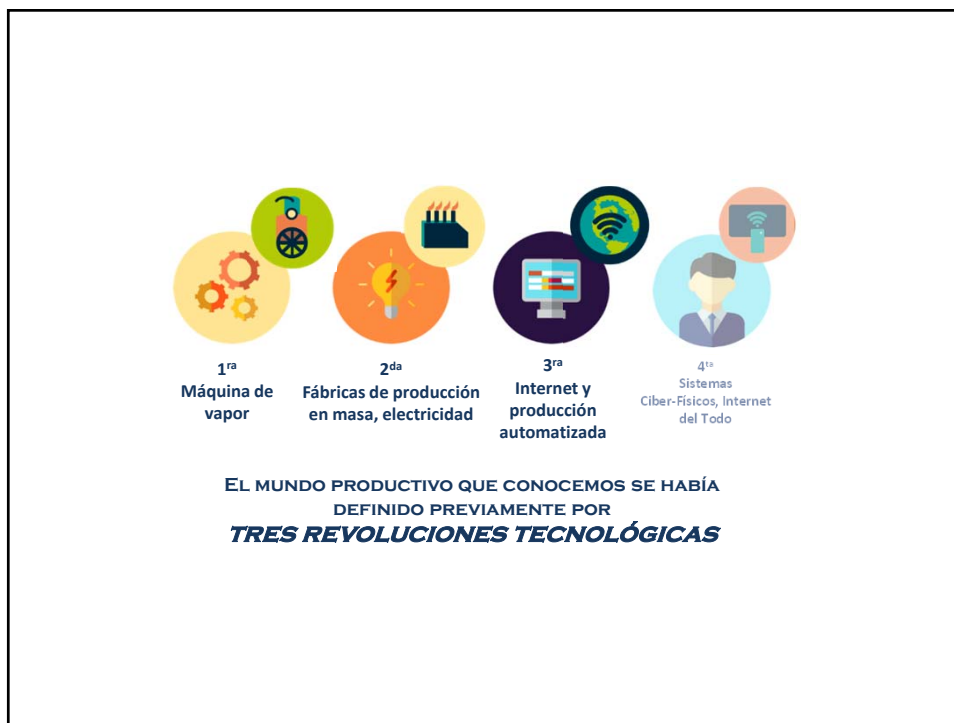 1ra
Máquina de
vapor
2da
Fábricas de producción
en masa, electricidad
3ra
Internet y
producción
automatizada
4ta
Sistemas
Ciber-Físicos, Internet
del Todo
El mundo productivo que conocemos se había
definido previamente por
TRES REVOLUCIONES TECNOLÓGICAS